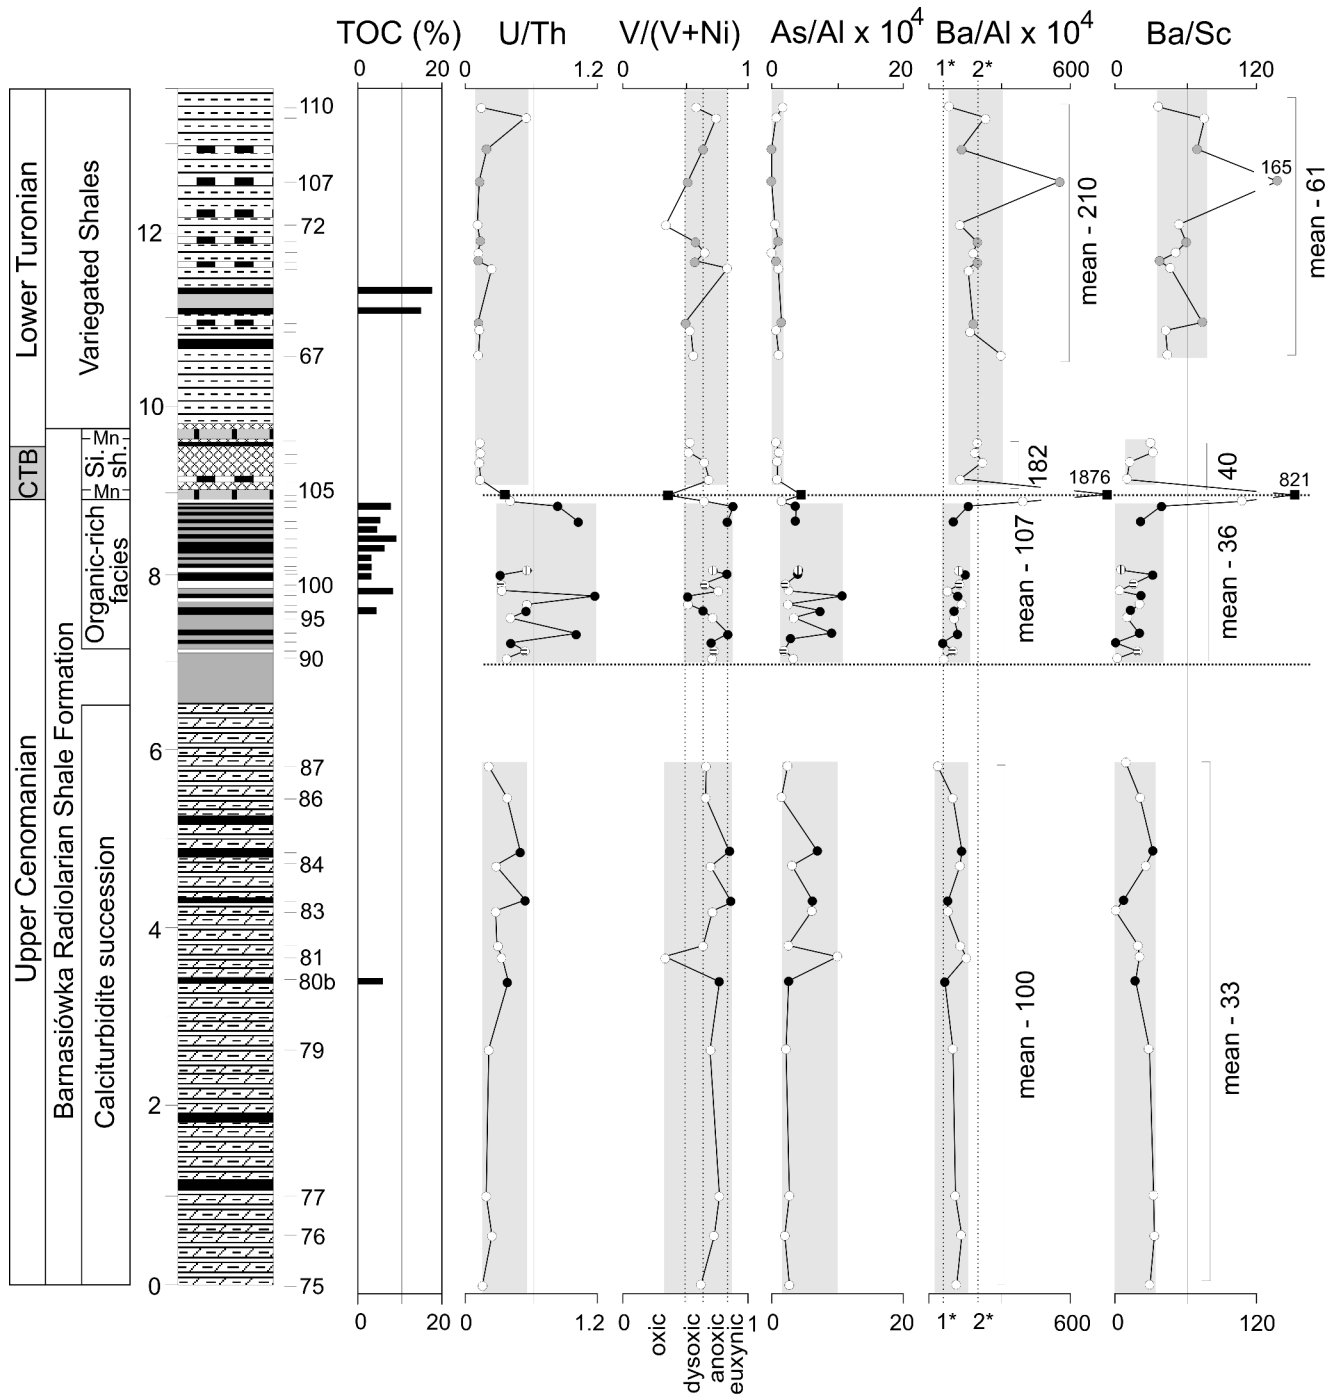 TOC (%) U/Th V/(V+Ni) As/Al x 10⁴ Ba/Al x 10⁴ Ba/Sc
0 20 0 1.2 0 1 0 20 1* 2* 600 0 120
Lower Turonian
CTB
Upper Cenomanian
Variegated Shales
Barnasiówka Radiolarian Shale Formation
Mn
Si. sh.
Mn
Organic-rich
facies
Calciturbidite succession
12
10
8
6
4
2
0
110
107
72
67
105
100
95
90
87
86
84
83
81
80b
79
77
76
75
mean - 210
182
1876
mean - 107
mean - 100
165
mean - 61
40
821
mean - 36
mean - 33
0 20 0 1.2 0 1 0 20 1* 2* 600 0 120
oxic
dysoxic
anoxic
euxynic